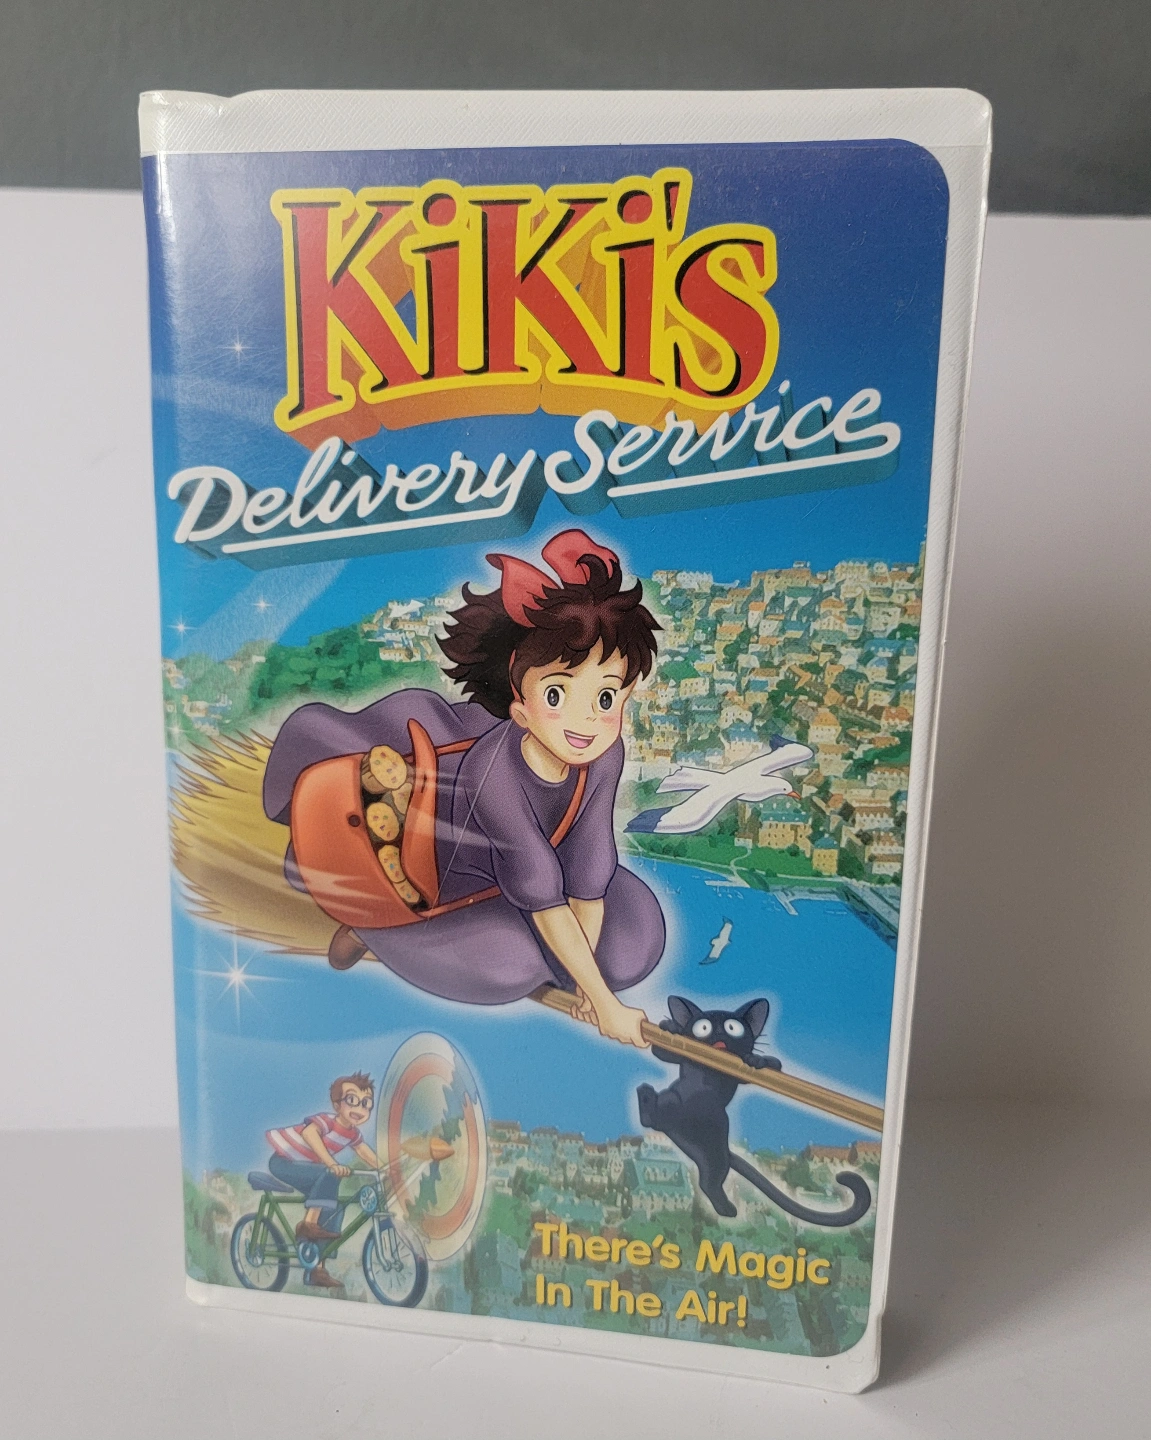 KiKi's
Delivery Service
There's Magic
In The Air!